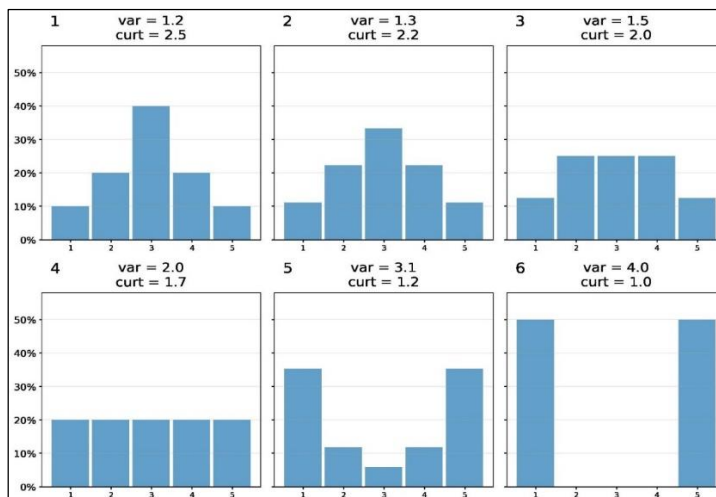 1 var = 1.2
curt = 2.5
2 var = 1.3
curt = 2.2
3 var = 1.5
curt = 2.0
50%
40%
30%
20%
10%
0%
1 2 3 4 5
1 2 3 4 5
1 2 3 4 5
4 var = 2.0
curt = 1.7
5 var = 3.1
curt = 1.2
6 var = 4.0
curt = 1.0
50%
40%
30%
20%
10%
0%
1 2 3 4 5
1 2 3 4 5
1 2 3 4 5